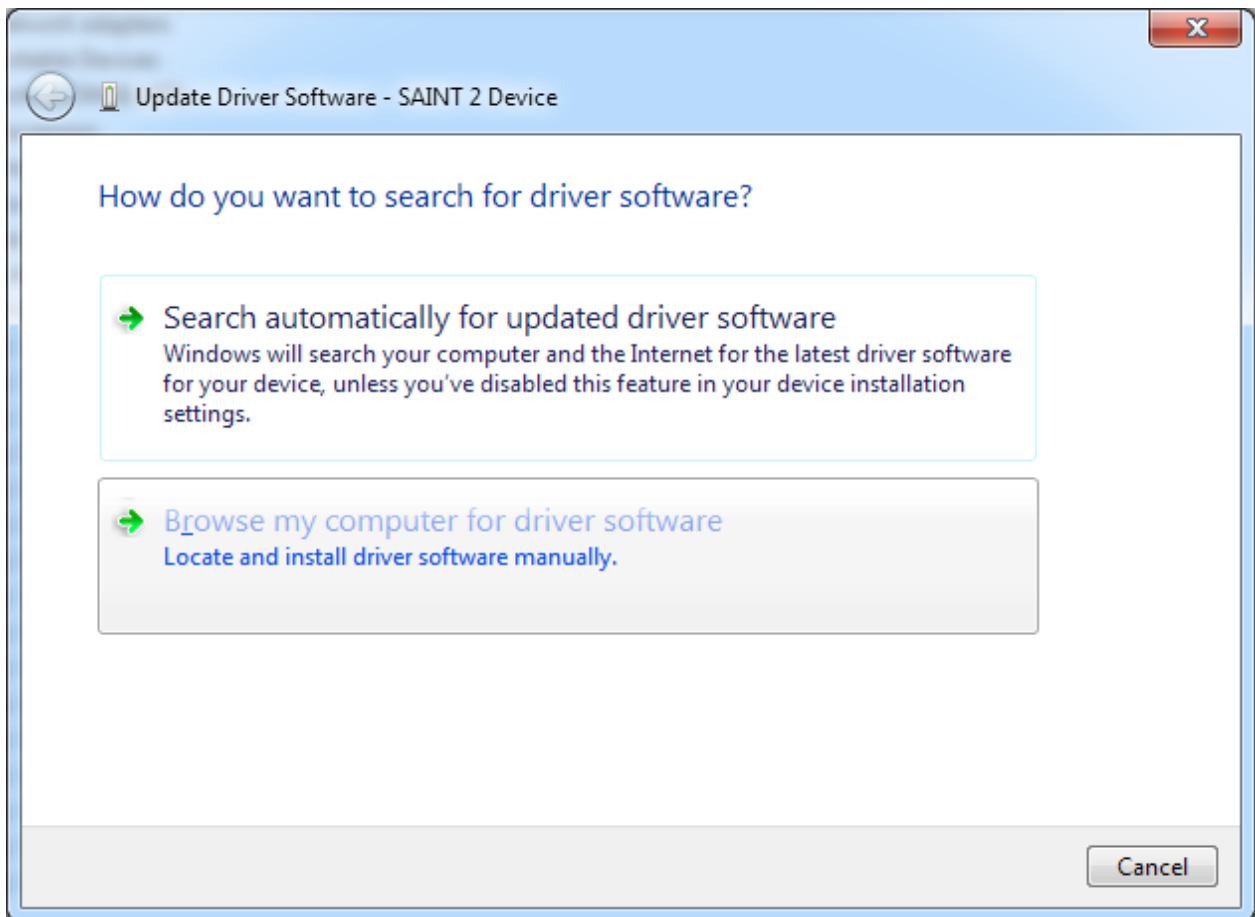 Update Driver Software - SAINT 2 Device
How do you want to search for driver software?
Search automatically for updated driver software
Windows will search your computer and the Internet for the latest driver software
for your device, unless you've disabled this feature in your device installation
settings.
Browse my computer for driver software
Locate and install driver software manually.
Cancel